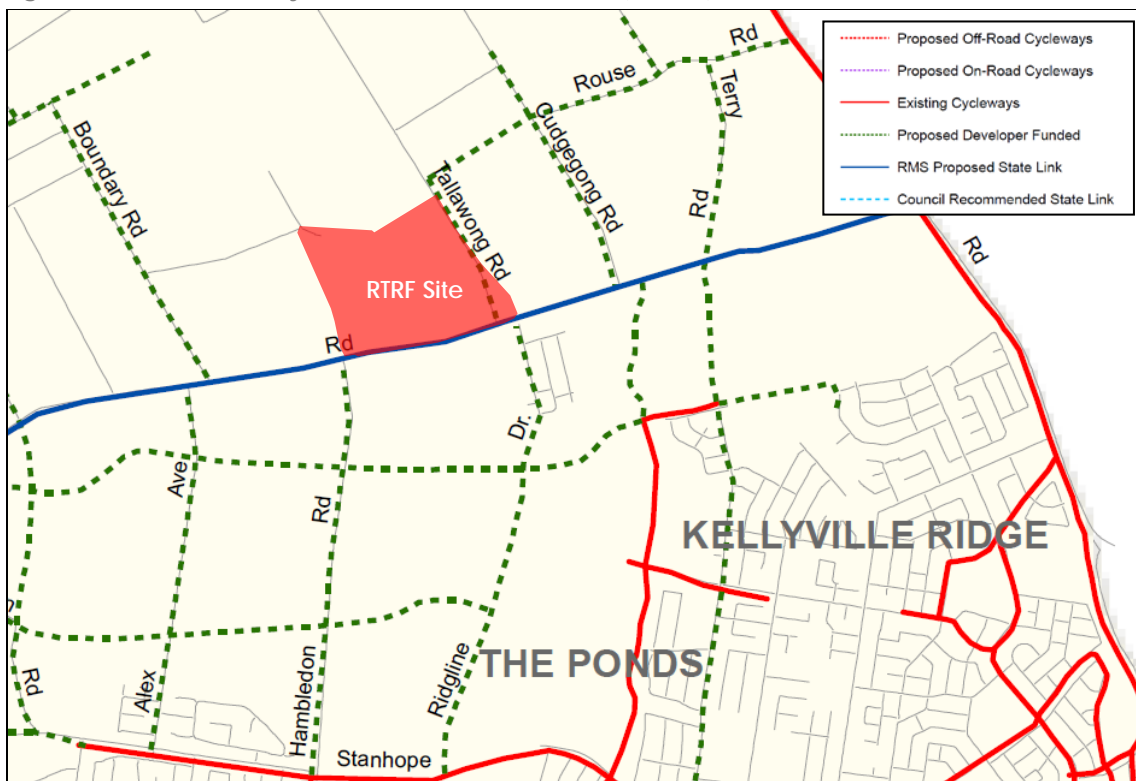 Proposed Off-Road Cycleways
Proposed On-Road Cycleways
Existing Cycleways
Proposed Developer Funded
RMS Proposed State Link
Council Recommended State Link
Rd
Rouse
Terry
Rd
Cudgegong Rd
Boundary Rd
Tallawong Rd
Rd
RTRF Site
Rd
Dr.
Ave
Rd
KELLYVILLE RIDGE
THE PONDS
Rd
Alex
Hambledon
Ridgline
Stanhope